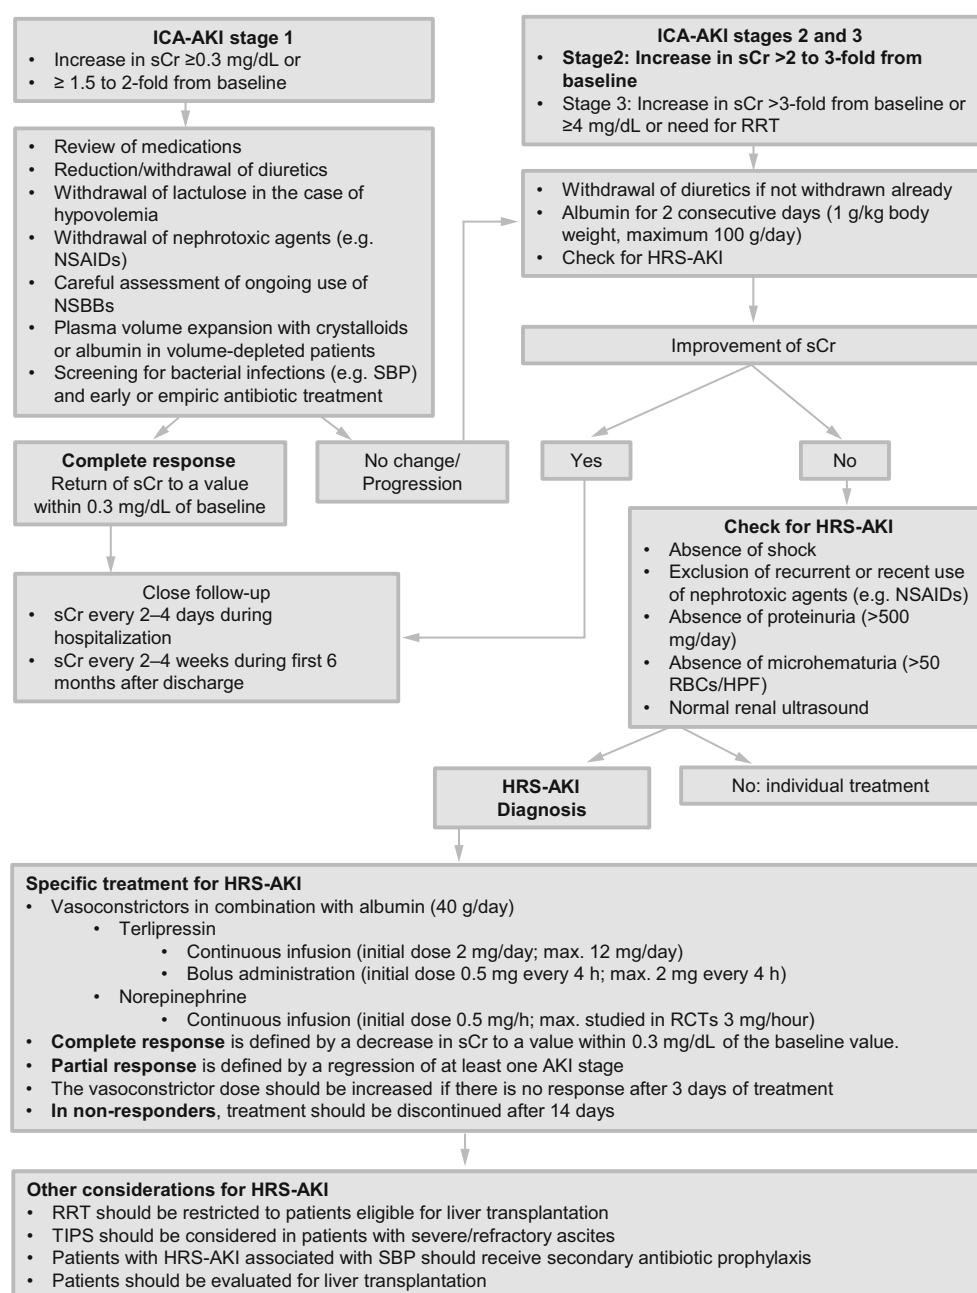 ICA-AKI stage 1
• Increase in sCr ≥0.3 mg/dL or
• ≥ 1.5 to 2-fold from baseline
• Review of medications
• Reduction/withdrawal of diuretics
• Withdrawal of lactulose in the case of
hypovolemia
• Withdrawal of nephrotoxic agents (e.g.
NSAIDs)
• Careful assessment of ongoing use of
NSBBs
• Plasma volume expansion with crystalloids
or albumin in volume-depleted patients
• Screening for bacterial infections (e.g. SBP)
and early or empiric antibiotic treatment
Complete response
Return of sCr to a value
within 0.3 mg/dL of baseline
No change/
Progression
Close follow-up
• sCr every 2–4 days during
hospitalization
• sCr every 2–4 weeks during first 6
months after discharge
ICA-AKI stages 2 and 3
• Stage2: Increase in sCr >2 to 3-fold from
baseline
• Stage 3: Increase in sCr >3-fold from baseline or
≥4 mg/dL or need for RRT
• Withdrawal of diuretics if not withdrawn already
• Albumin for 2 consecutive days (1 g/kg body
weight, maximum 100 g/day)
• Check for HRS-AKI
Improvement of sCr
Yes
No
Check for HRS-AKI
• Absence of shock
• Exclusion of recurrent or recent use
of nephrotoxic agents (e.g. NSAIDs)
• Absence of proteinuria (>500
mg/day)
• Absence of microhematuria (>50
RBCs/HPF)
• Normal renal ultrasound
HRS-AKI
Diagnosis
No: individual treatment
Specific treatment for HRS-AKI
• Vasoconstrictors in combination with albumin (40 g/day)
• Terlipressin
• Continuous infusion (initial dose 2 mg/day; max. 12 mg/day)
• Bolus administration (initial dose 0.5 mg every 4 h; max. 2 mg every 4 h)
• Norepinephrine
• Continuous infusion (initial dose 0.5 mg/h; max. studied in RCTs 3 mg/hour)
• Complete response is defined by a decrease in sCr to a value within 0.3 mg/dL of the baseline value.
• Partial response is defined by a regression of at least one AKI stage
• The vasoconstrictor dose should be increased if there is no response after 3 days of treatment
• In non-responders, treatment should be discontinued after 14 days
Other considerations for HRS-AKI
• RRT should be restricted to patients eligible for liver transplantation
• TIPS should be considered in patients with severe/refractory ascites
• Patients with HRS-AKI associated with SBP should receive secondary antibiotic prophylaxis
• Patients should be evaluated for liver transplantation